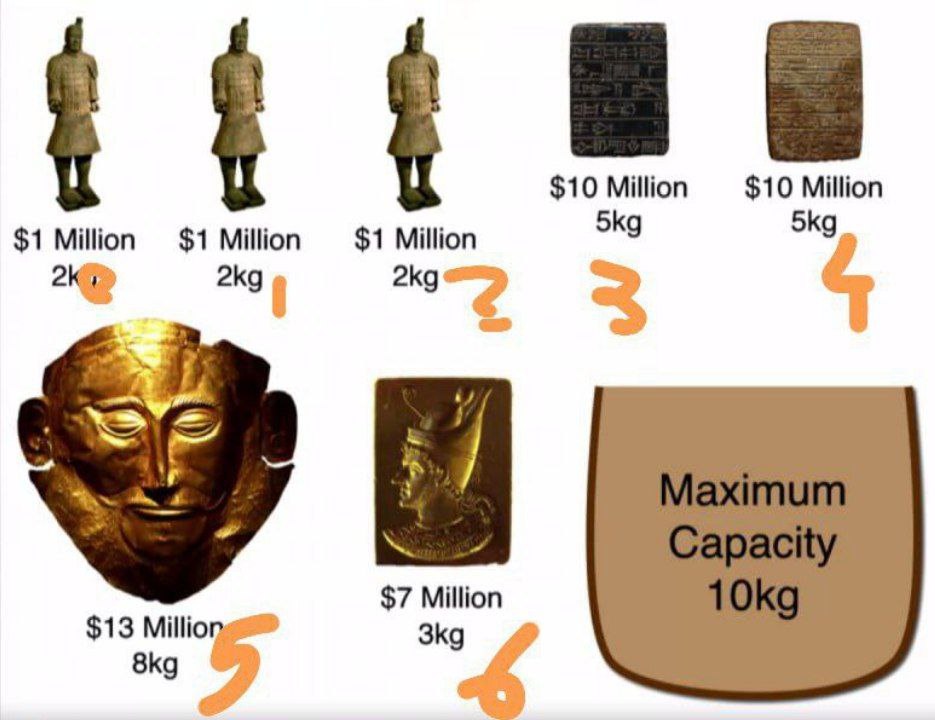 $1 Million
2k
0
$1 Million
2kg
1
$1 Million
2kg
2
$10 Million
5kg
3
$10 Million
5kg
4
$13 Million
8kg
5
$7 Million
3kg
6
Maximum
Capacity
10kg